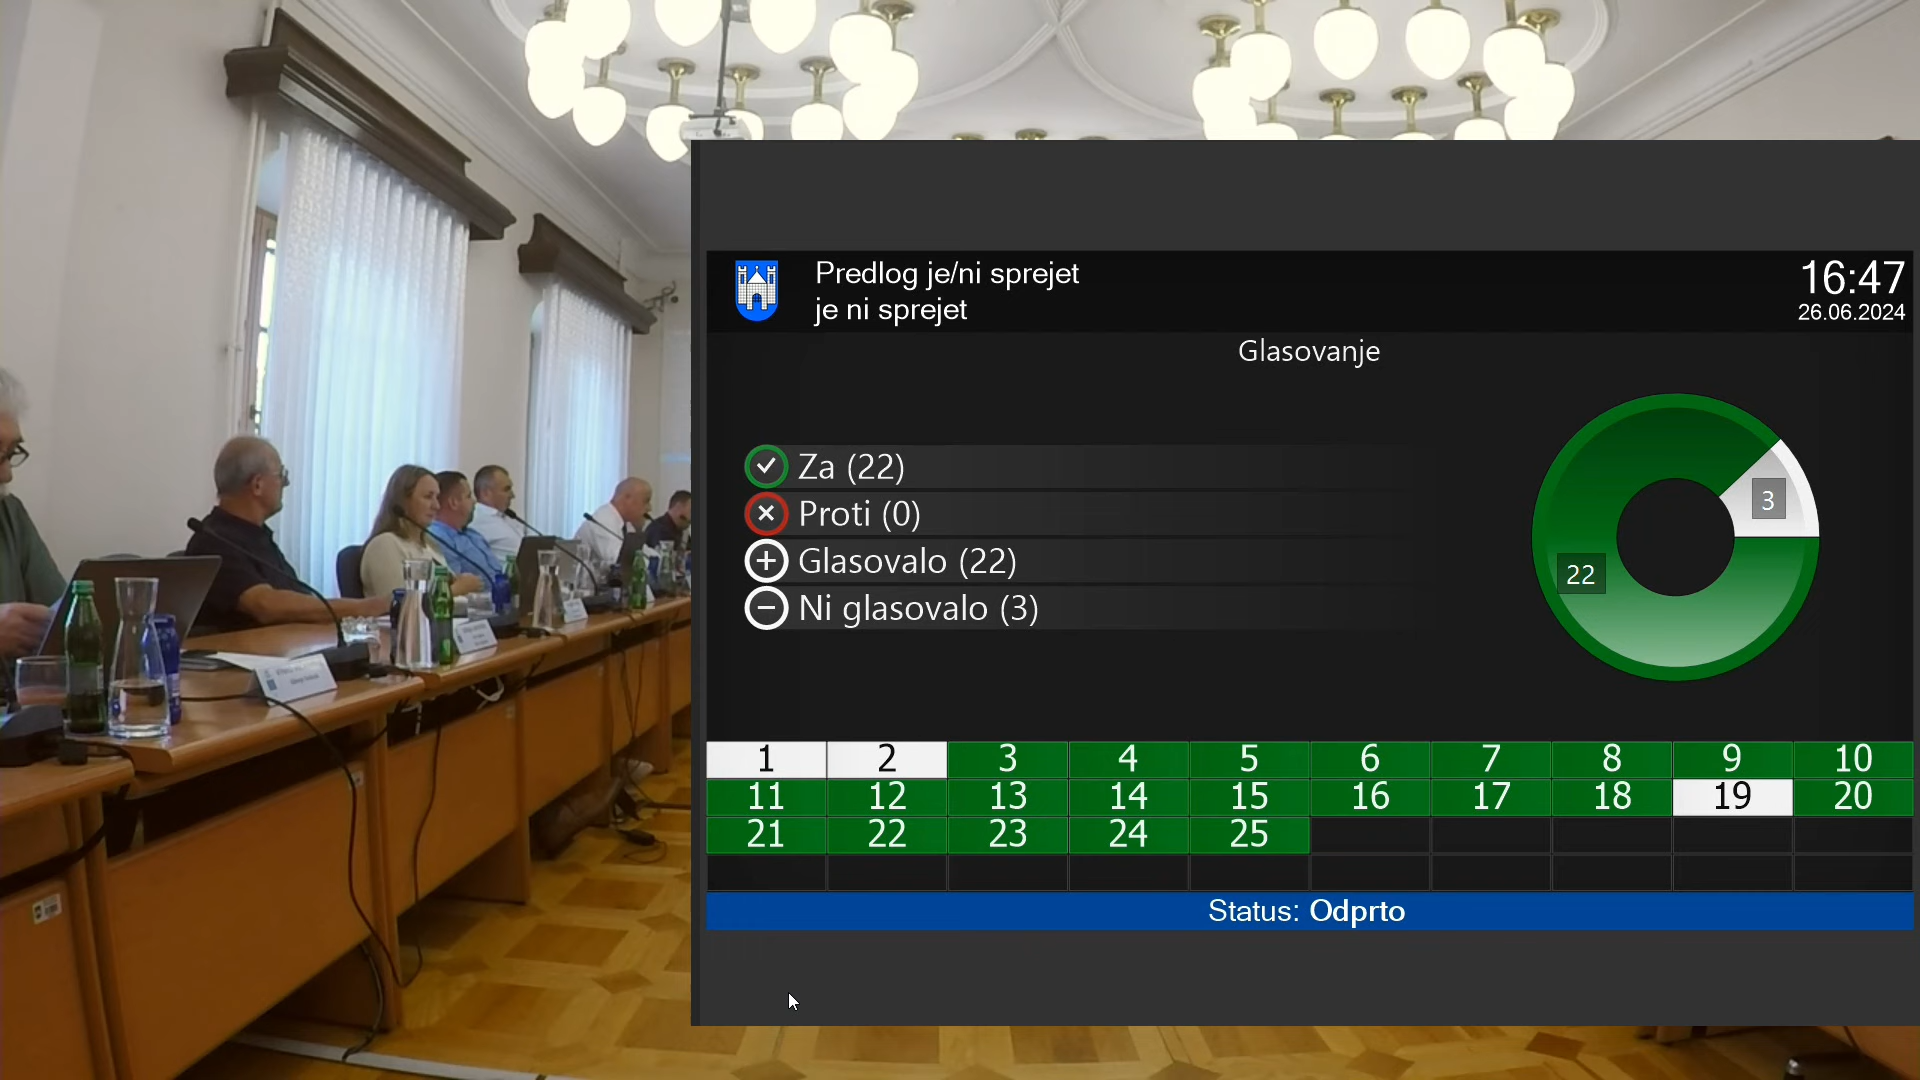 Predlog je/ni sprejet
je ni sprejet
16:47
26.06.2024
Glasovanje
Za (22)
Proti (0)
Glasovalo (22)
Ni glasovalo (3)
3
22
1 2 3 4 5 6 7 8 9 10
11 12 13 14 15 16 17 18 19 20
21 22 23 24 25
Status: Odprto